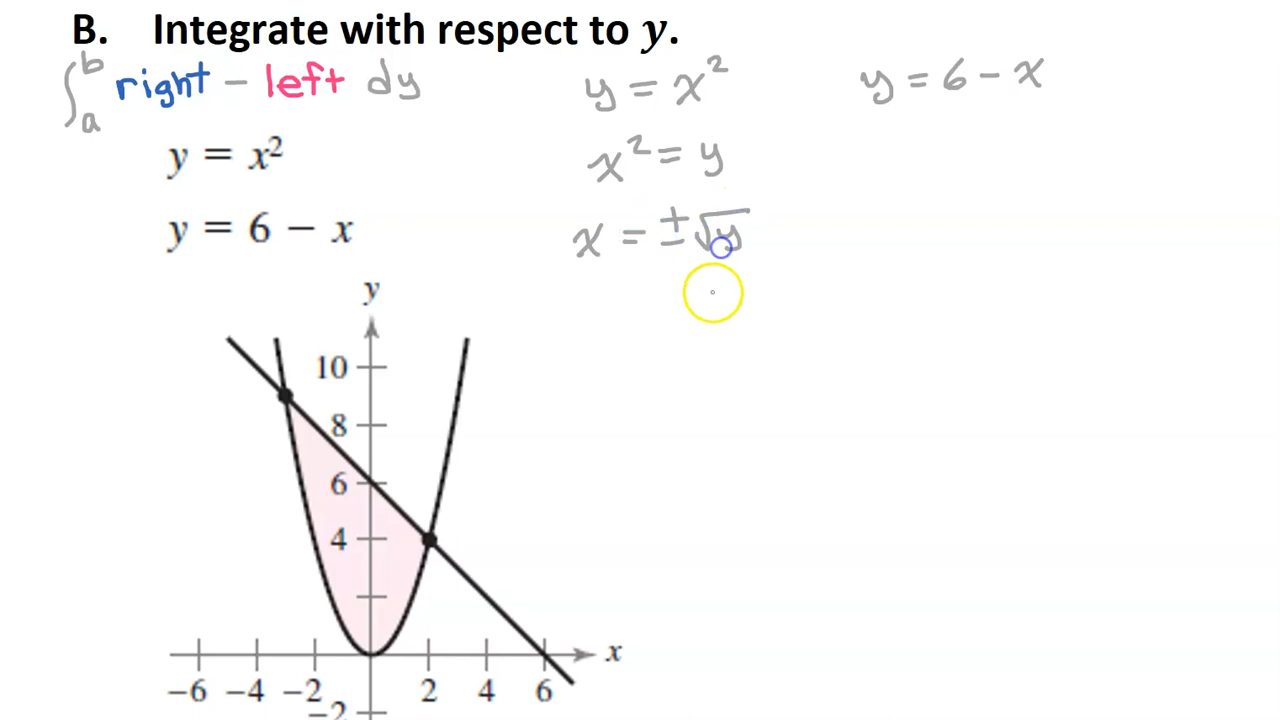 B. Integrate with respect to y.
∫ₐᵇ right − left dy
y = x²
y = 6 − x
y = x²
x² = y
x = ±√y
y = 6 − x
y
10
8
6
4
−6 −4 −2 2 4 6 x
−2